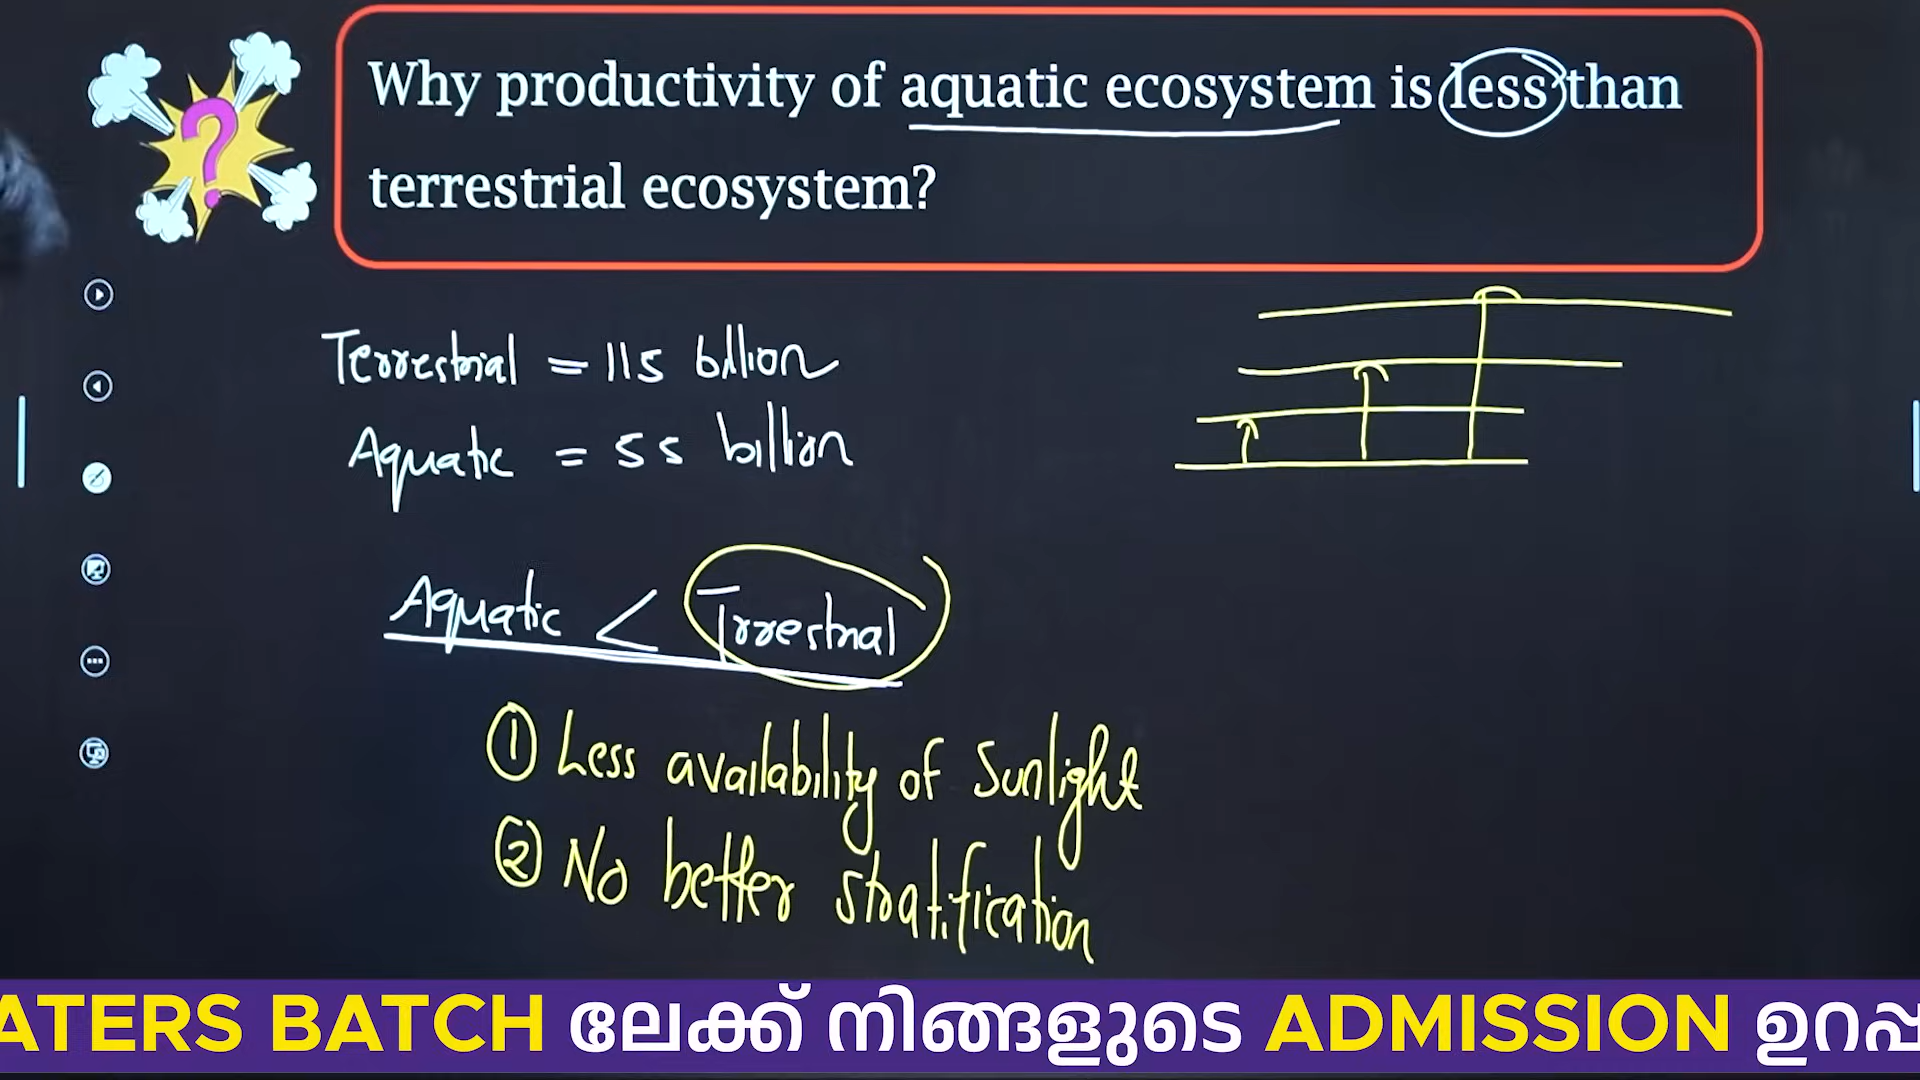 Why productivity of aquatic ecosystem is less than
terrestrial ecosystem?
Terrestrial = 115 billion
Aquatic = 55 billion
Aquatic < Trrestrial
① Less availability of Sunlight
② No better stratification
ATERS BATCH ലേക്ക് നിങ്ങളുടെ ADMISSION ഉറപ്പ